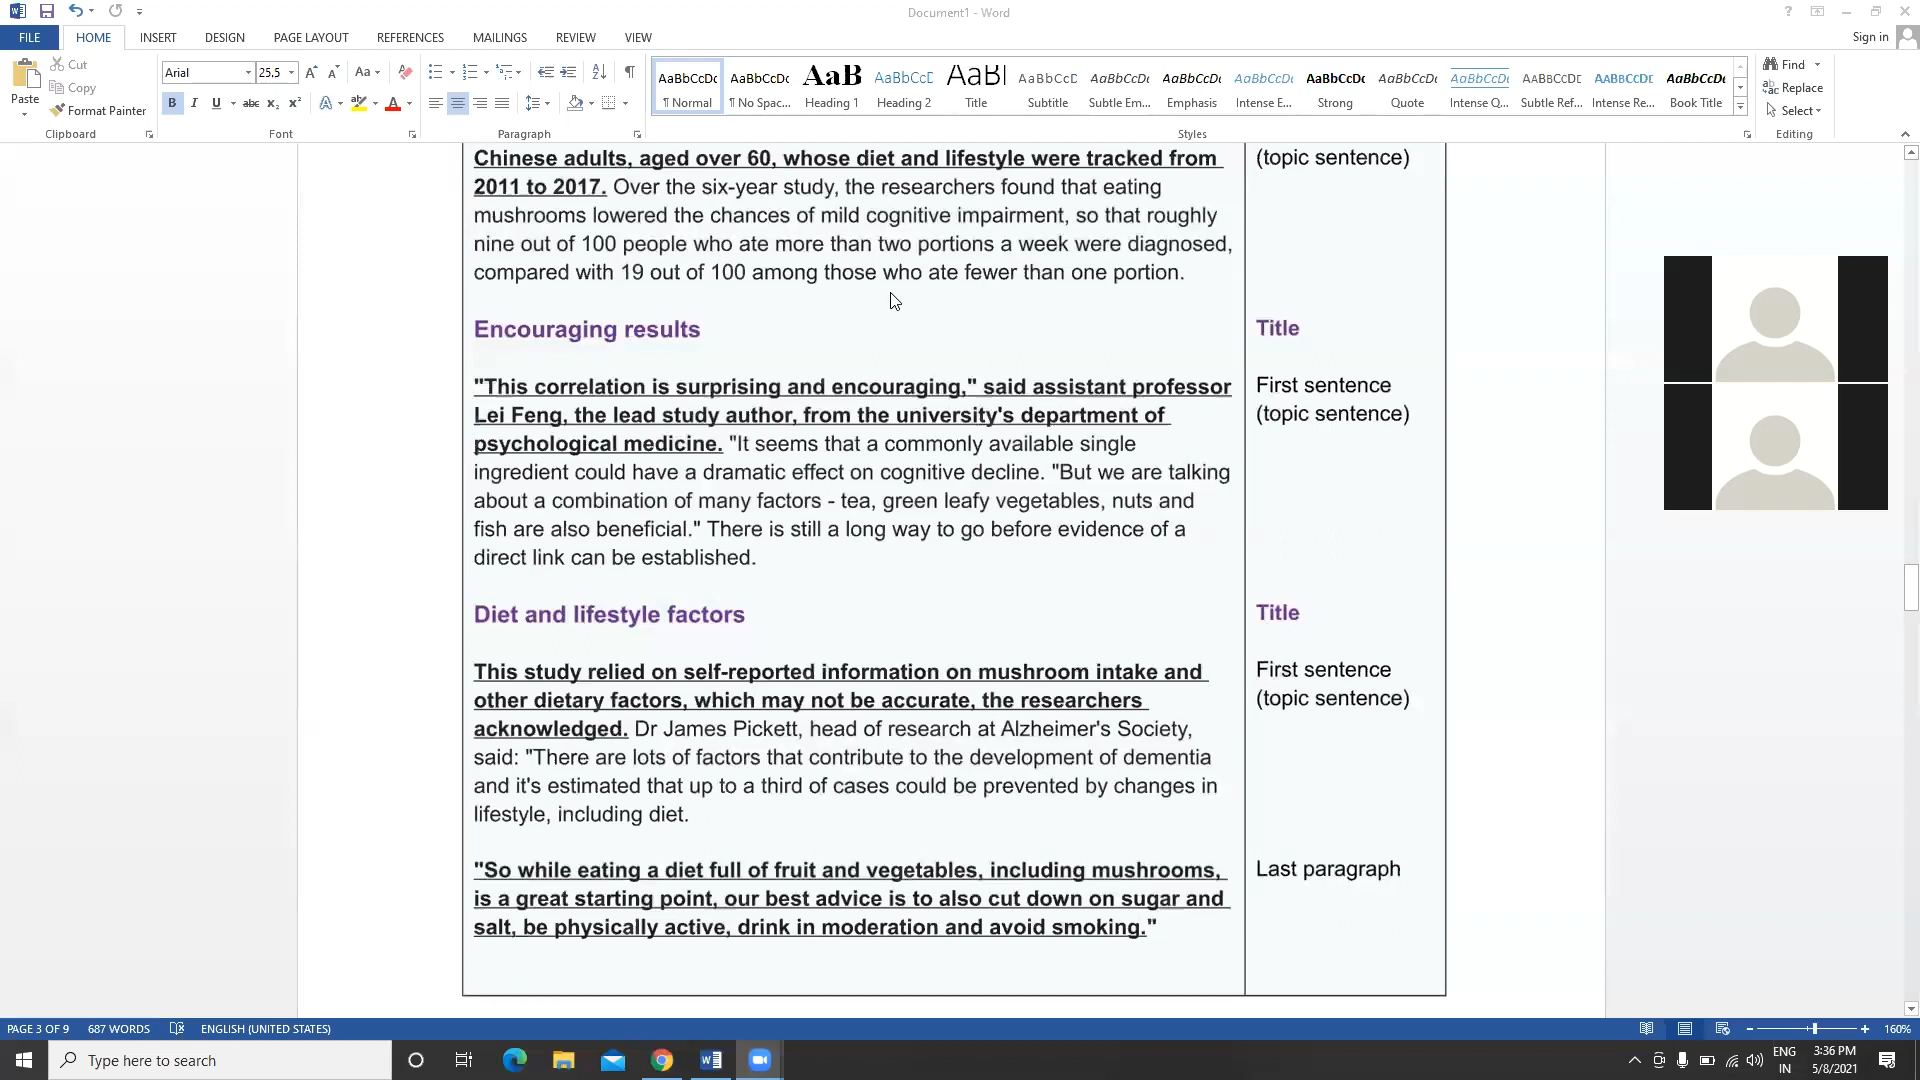 Document1 - Word
FILE HOME INSERT DESIGN PAGE LAYOUT REFERENCES MAILINGS REVIEW VIEW Sign in
Paste Cut Copy Format Painter Clipboard
Arial 25.5 Font
Paragraph
AaBbCcDc ¶ Normal
AaBbCcDc ¶ No Spac...
AaB Heading 1
AaBbCcE Heading 2
AaBl Title
AaBbCcD Subtitle
AaBbCcDc Subtle Em...
AaBbCcDc Emphasis
AaBbCcDc Intense E...
AaBbCcDc Strong
AaBbCcDc Quote
AaBbCcDc Intense Q...
AABBCCDE Subtle Ref...
AABBCCDE Intense Re...
AaBbCcDc Book Title
Styles
Find
Replace
Select
Editing
Chinese adults, aged over 60, whose diet and lifestyle were tracked from
2011 to 2017. Over the six-year study, the researchers found that eating
mushrooms lowered the chances of mild cognitive impairment, so that roughly
nine out of 100 people who ate more than two portions a week were diagnosed,
compared with 19 out of 100 among those who ate fewer than one portion.
(topic sentence)
Encouraging results
Title
"This correlation is surprising and encouraging," said assistant professor
Lei Feng, the lead study author, from the university's department of
psychological medicine. "It seems that a commonly available single
ingredient could have a dramatic effect on cognitive decline. "But we are talking
about a combination of many factors - tea, green leafy vegetables, nuts and
fish are also beneficial." There is still a long way to go before evidence of a
direct link can be established.
First sentence
(topic sentence)
Diet and lifestyle factors
Title
This study relied on self-reported information on mushroom intake and
other dietary factors, which may not be accurate, the researchers
acknowledged. Dr James Pickett, head of research at Alzheimer's Society,
said: "There are lots of factors that contribute to the development of dementia
and it's estimated that up to a third of cases could be prevented by changes in
lifestyle, including diet.
First sentence
(topic sentence)
"So while eating a diet full of fruit and vegetables, including mushrooms,
is a great starting point, our best advice is to also cut down on sugar and
salt, be physically active, drink in moderation and avoid smoking."
Last paragraph
PAGE 3 OF 9 687 WORDS ENGLISH (UNITED STATES) 160%
Type here to search
ENG
IN
3:36 PM
5/8/2021